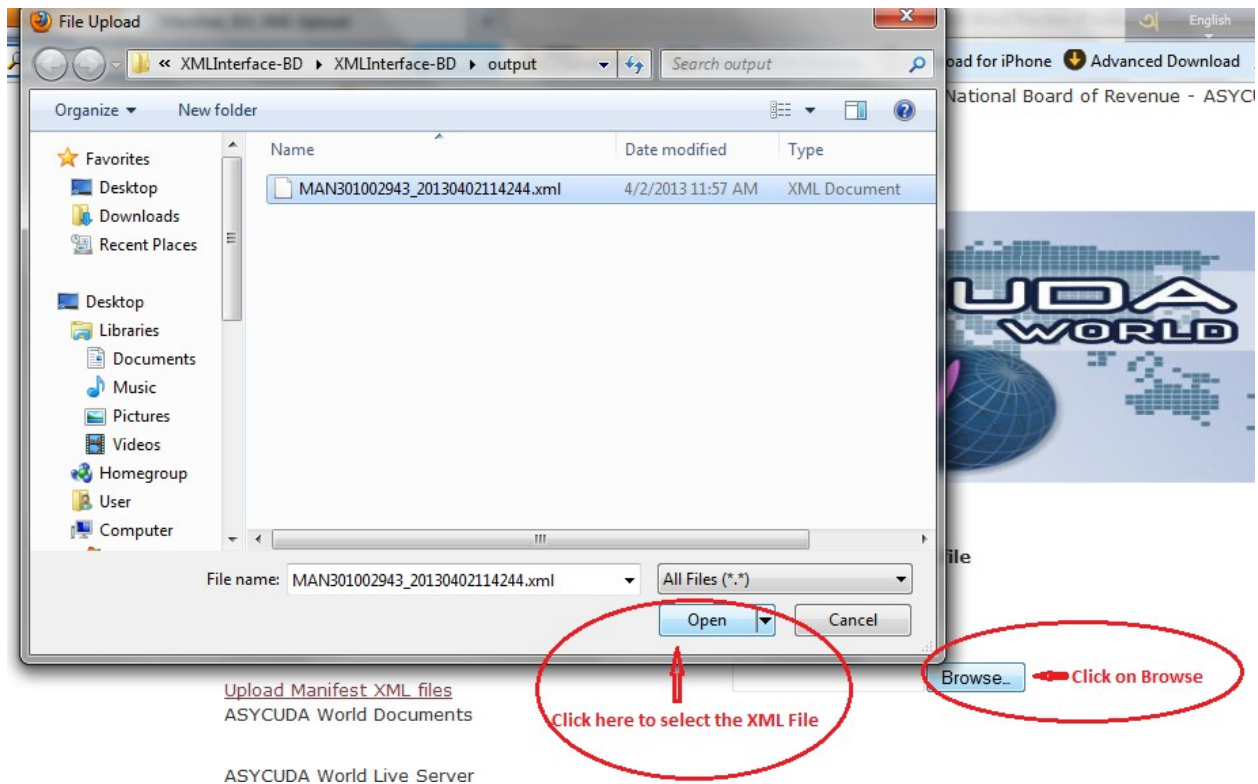 File Upload
English
« XMLInterface-BD ▸ XMLInterface-BD ▸ output
Search output
oad for iPhone Advanced Download
Organize New folder
National Board of Revenue - ASYCU
Name Date modified Type
MAN301002943_20130402114244.xml 4/2/2013 11:57 AM XML Document
Favorites
Desktop
Downloads
Recent Places
Desktop
Libraries
Documents
Music
Pictures
Videos
Homegroup
User
Computer
UDA
WORLD
file
File name: MAN301002943_20130402114244.xml All Files (*.*)
Open Cancel
Browse... Click on Browse
Click here to select the XML File
Upload Manifest XML files
ASYCUDA World Documents
ASYCUDA World Live Server